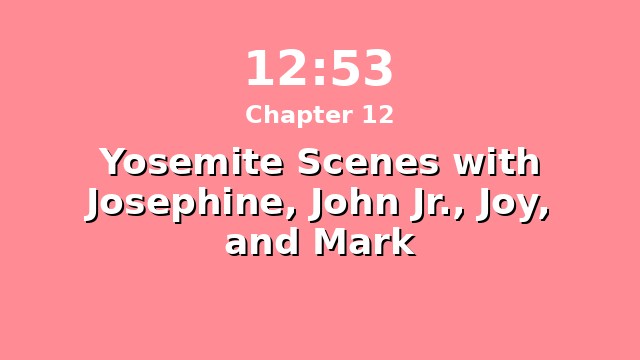 12:53
Chapter 12
Yosemite Scenes with
Josephine, John Jr., Joy,
and Mark